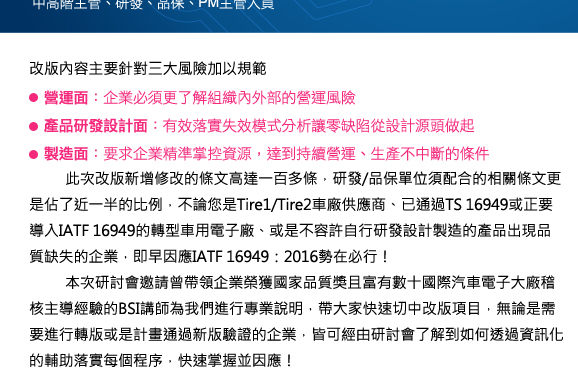 中高階主管、研發、品保、PM主管人員
改版內容主要針對三大風險加以規範
● 營運面：企業必須更了解組織內外部的營運風險
● 產品研發設計面：有效落實失效模式分析讓零缺陷從設計源頭做起
● 製造面：要求企業精準掌控資源，達到持續營運、生產不中斷的條件
此次改版新增修改的條文高達一百多條，研發/品保單位須配合的相關條文更
是佔了近一半的比例，不論您是Tire1/Tire2車廠供應商、已通過TS 16949或正要
導入IATF 16949的轉型車用電子廠、或是不容許自行研發設計製造的產品出現品
質缺失的企業，即早因應IATF 16949：2016勢在必行！
本次研討會邀請曾帶領企業榮獲國家品質獎且富有數十國際汽車電子大廠稽
核主導經驗的BSI講師為我們進行專業說明，帶大家快速切中改版項目，無論是需
要進行轉版或是計畫通過新版驗證的企業，皆可經由研討會了解到如何透過資訊化
的輔助落實每個程序，快速掌握並因應！